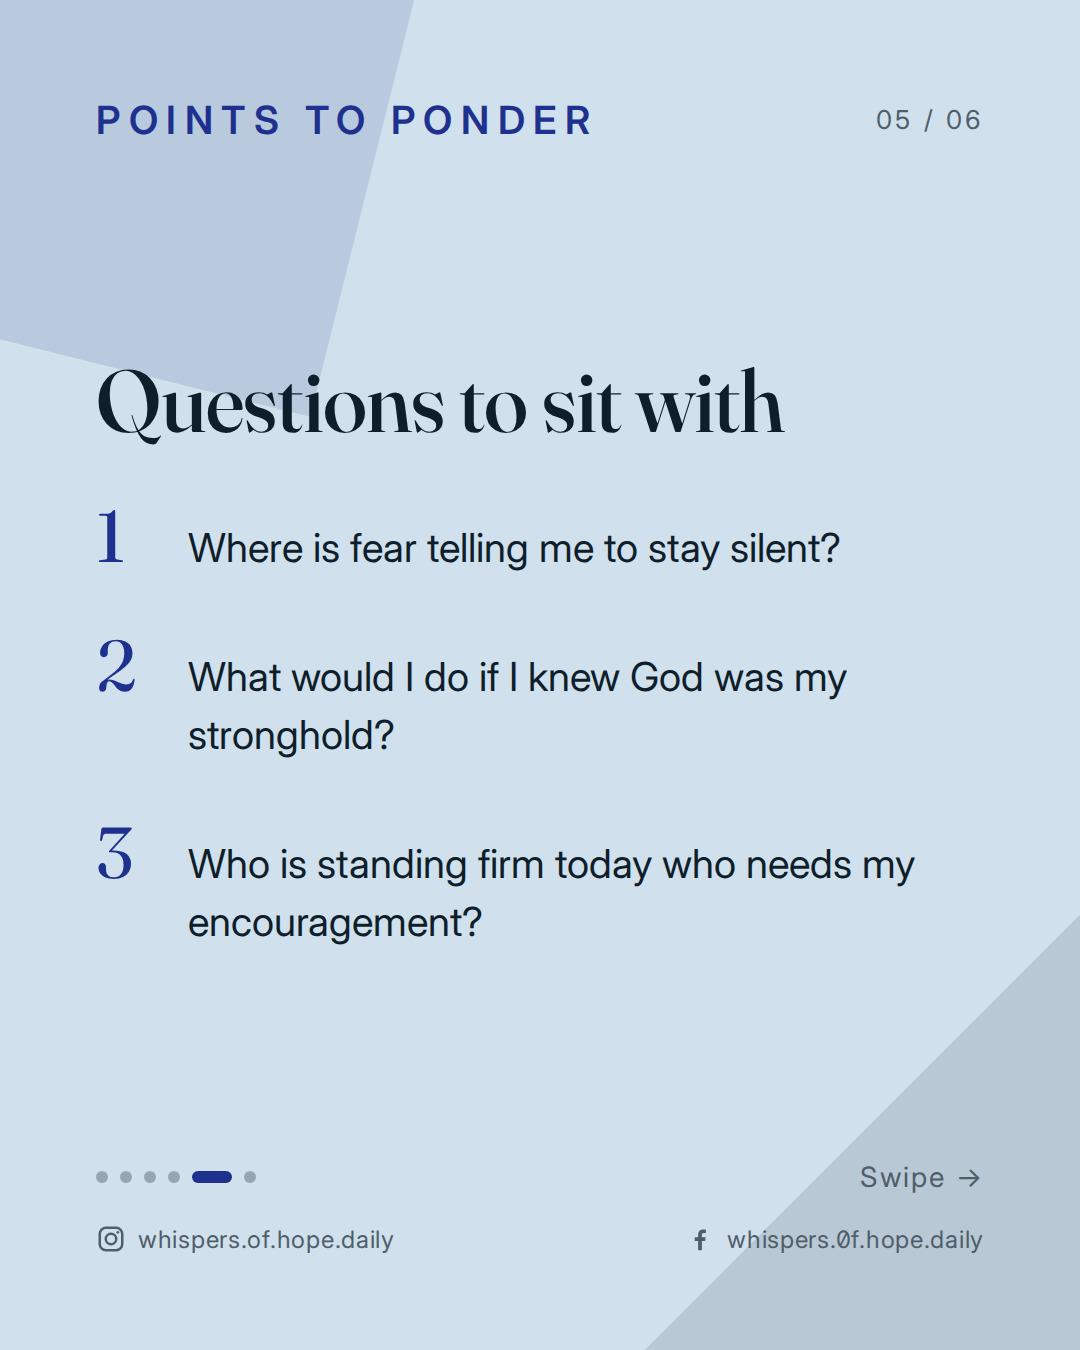 POINTS TO PONDER
05 / 06
Questions to sit with
1 Where is fear telling me to stay silent?
2 What would I do if I knew God was my
stronghold?
3 Who is standing firm today who needs my
encouragement?
Swipe →
whispers.of.hope.daily
whispers.0f.hope.daily